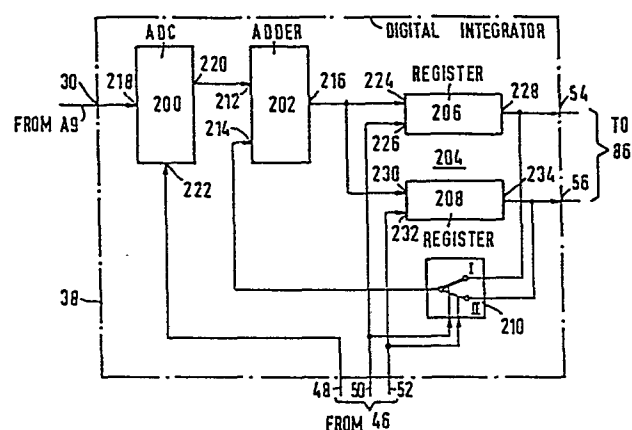 ADC
ADDER
DIGITAL INTEGRATOR
30
218
220
216
224
REGISTER
228
54
200
212
202
206
FROM A9
214
226
TO
86
204
222
230
234
56
208
232
REGISTER
I
II
210
38
48
50
52
FROM 46